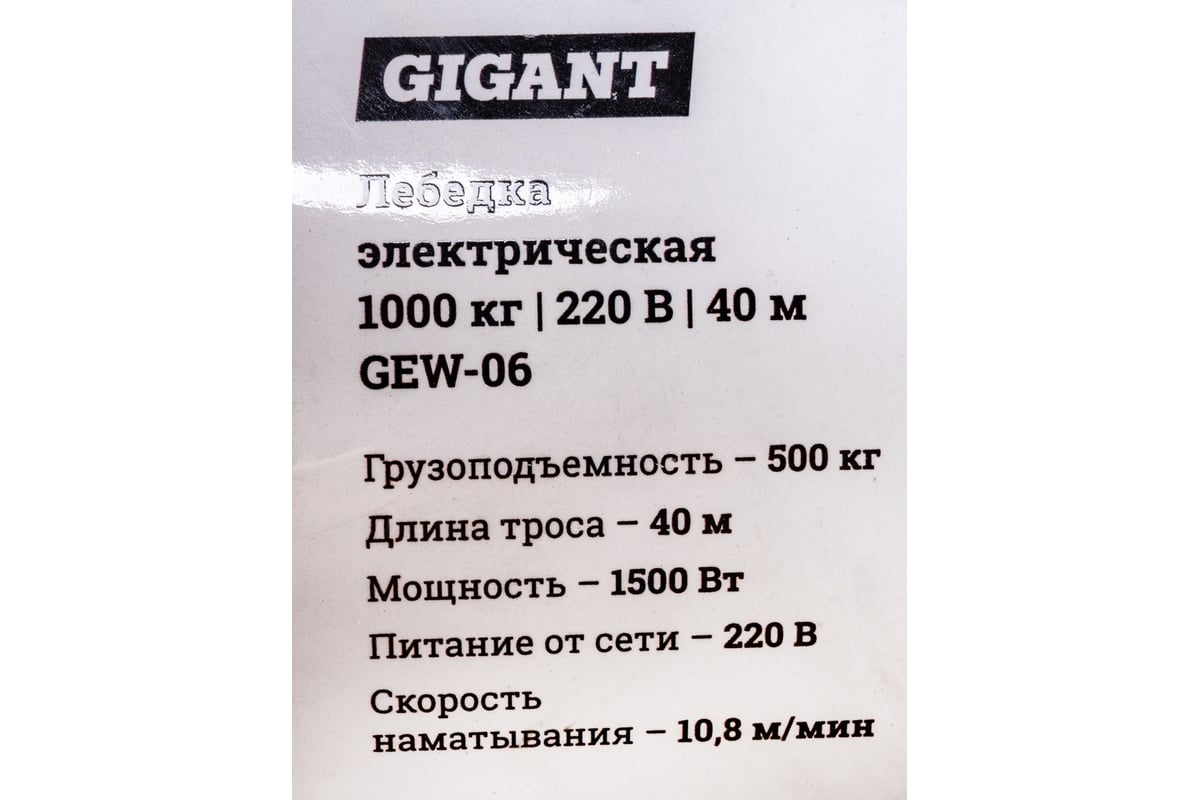 GIGANT
Лебедка
электрическая
1000 кг | 220 В | 40 м
GEW-06
Грузоподъемность – 500 кг
Длина троса – 40 м
Мощность – 1500 Вт
Питание от сети – 220 В
Скорость
наматывания – 10,8 м/мин